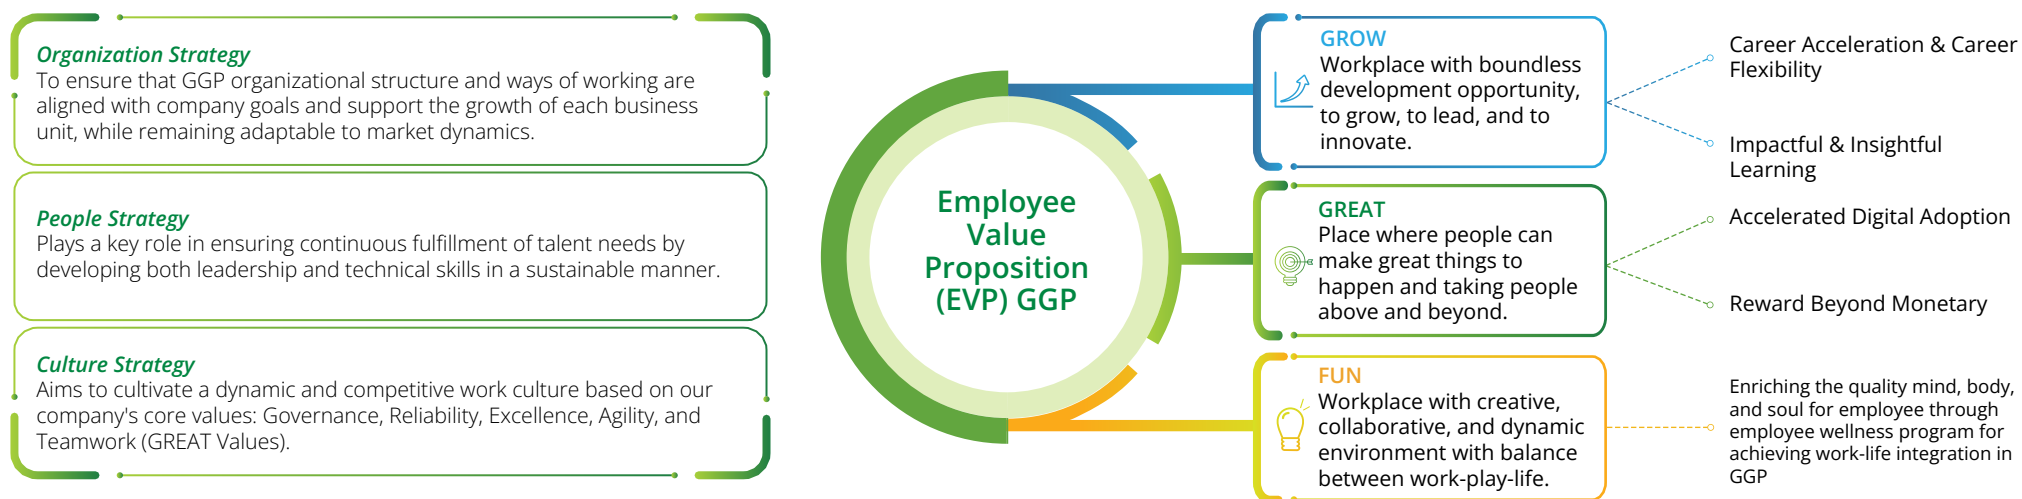 Organization Strategy
To ensure that GGP organizational structure and ways of working are
aligned with company goals and support the growth of each business
unit, while remaining adaptable to market dynamics.
People Strategy
Plays a key role in ensuring continuous fulfillment of talent needs by
developing both leadership and technical skills in a sustainable manner.
Culture Strategy
Aims to cultivate a dynamic and competitive work culture based on our
company's core values: Governance, Reliability, Excellence, Agility, and
Teamwork (GREAT Values).
Employee
Value
Proposition
(EVP) GGP
GROW
Workplace with boundless
development opportunity,
to grow, to lead, and to
innovate.
Career Acceleration & Career
Flexibility
Impactful & Insightful
Learning
GREAT
Place where people can
make great things to
happen and taking people
above and beyond.
Accelerated Digital Adoption
Reward Beyond Monetary
FUN
Workplace with creative,
collaborative, and dynamic
environment with balance
between work-play-life.
Enriching the quality mind, body,
and soul for employee through
employee wellness program for
achieving work-life integration in
GGP